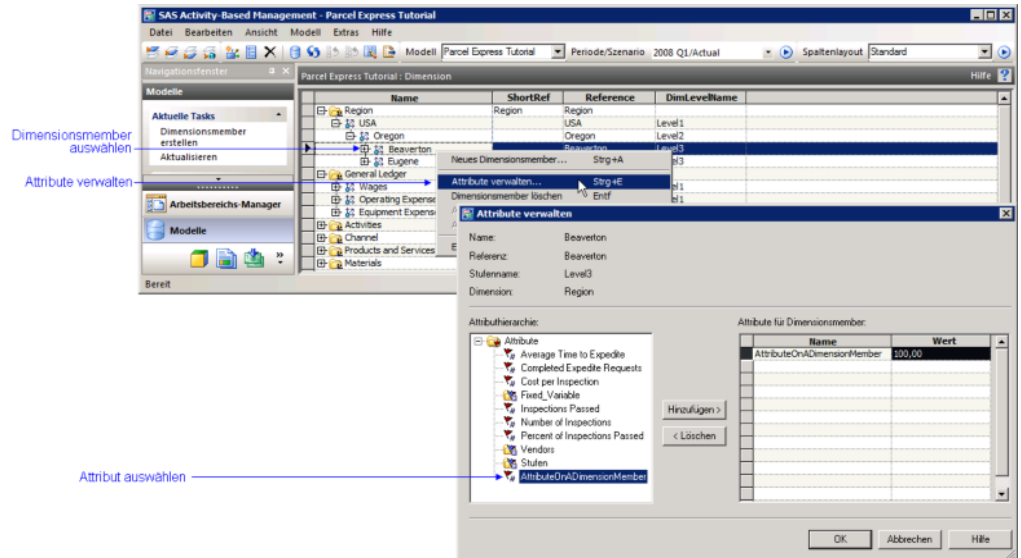 SAS Activity-Based Management - Parcel Express Tutorial
Datei Bearbeiten Ansicht Modell Extras Hilfe
Modell Parcel Express Tutorial Periode/Szenario 2008 Q1/Actual Spaltenlayout Standard
Navigationsfenster
Parcel Express Tutorial : Dimension
Hilfe
Modelle
Name ShortRef Reference DimLevelName
Aktuelle Tasks
Region Region Region
USA USA Level1
Dimensionsmember erstellen
Oregon Oregon Level2
Dimensionsmember auswählen
Beaverton Beaverton Level3
Aktualisieren
Eugene
Neues Dimensionsmember... Strg+A
General Ledger
Attribute verwalten
Wages
Attribute verwalten... Strg+E
Operating Expense
Dimensionsmember löschen Entf
Arbeitsbereichs-Manager
Equipment Expens
Activities
Modelle
Channel
Products and Services
Materials
Bereit
Attribute verwalten
Name: Beaverton
Referenz: Beaverton
Stufenname: Level3
Dimension: Region
Attributhierarchie:
Attribute
Average Time to Expedite
Completed Expedite Requests
Cost per Inspection
Fixed_Variable
Inspections Passed
Number of Inspections
Percent of Inspections Passed
Vendors
Stufen
AttributeOnADimensionMember
Attribut auswählen
Hinzufügen >
< Löschen
Attribute für Dimensionsmember:
Name Wert
AttributeOnADimensionMember 100,00
OK Abbrechen Hilfe